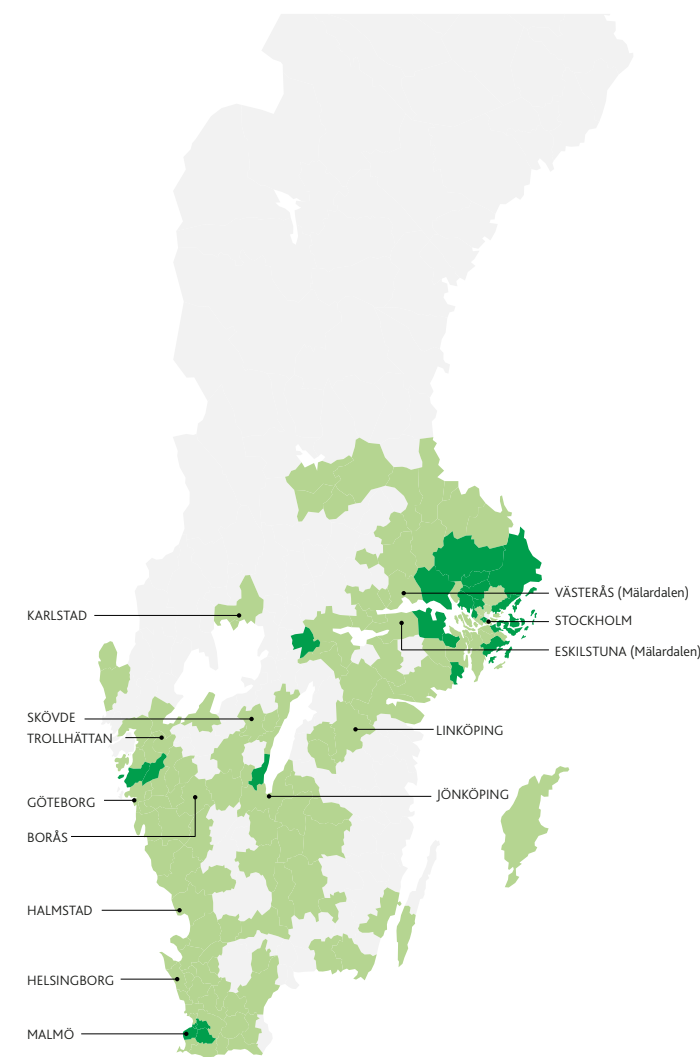 VÄSTERÅS (Mälardalen)
KARLSTAD
STOCKHOLM
ESKILSTUNA (Mälardalen)
SKÖVDE
LINKÖPING
TROLLHÄTTAN
JÖNKÖPING
GÖTEBORG
BORÅS
HALMSTAD
HELSINGBORG
MALMÖ